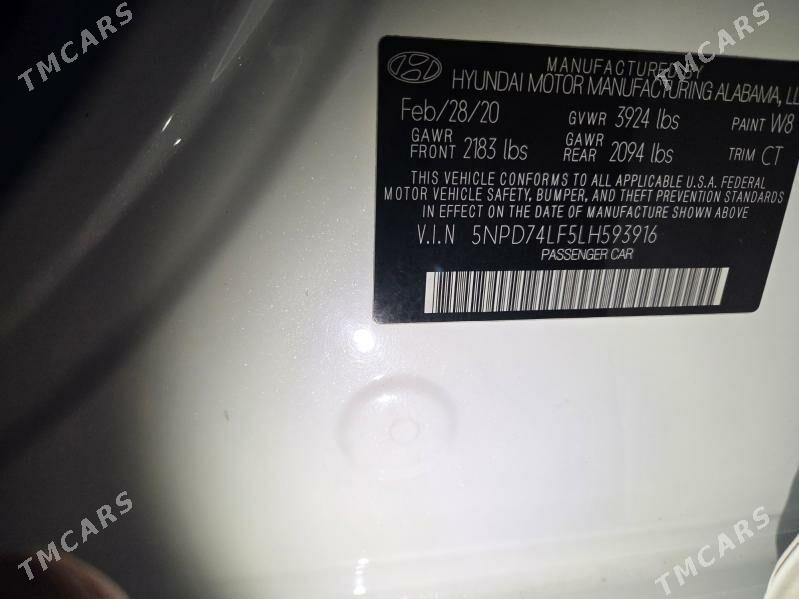 TMCARS
TMCARS
MANUFACTURED BY
HYUNDAI MOTOR MANUFACTURING ALABAMA,
Feb/28/20 GVWR 3924 lbs PAINT W8
GAWR FRONT 2183 lbs GAWR REAR 2094 lbs TRIM CT
THIS VEHICLE CONFORMS TO ALL APPLICABLE U.S.A. FEDERAL
MOTOR VEHICLE SAFETY, BUMPER, AND THEFT PREVENTION STANDARDS
IN EFFECT ON THE DATE OF MANUFACTURE SHOWN ABOVE
V.I.N 5NPD74LF5LH593916
PASSENGER CAR
TMCARS
TMCARS